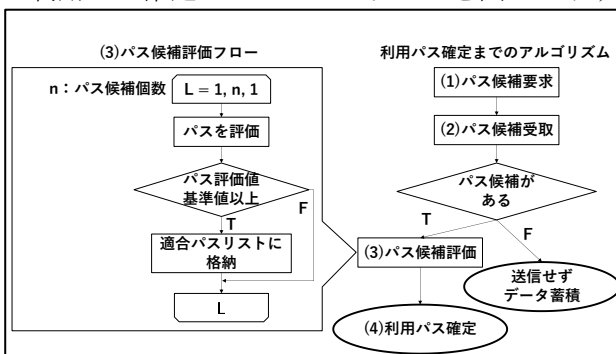 (3)パス候補評価フロー
n：パス候補個数
L = 1, n, 1
パスを評価
パス評価値
基準値以上
F
T
適合パスリストに
格納
L
利用パス確定までのアルゴリズム
(1)パス候補要求
(2)パス候補受取
パス候補が
ある
T
F
(3)パス候補評価
送信せず
データ蓄積
(4)利用パス確定